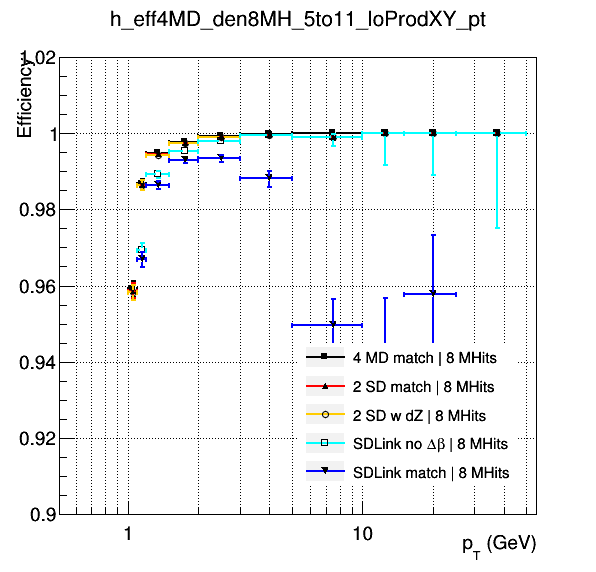 h_eff4MD_den8MH_5to11_loProdXY_pt
Efficiency
1.02
1
0.98
0.96
0.94
0.92
0.9
4 MD match | 8 MHits
2 SD match | 8 MHits
2 SD w dZ | 8 MHits
SDLink no Δβ | 8 MHits
SDLink match | 8 MHits
1
10
p_T (GeV)